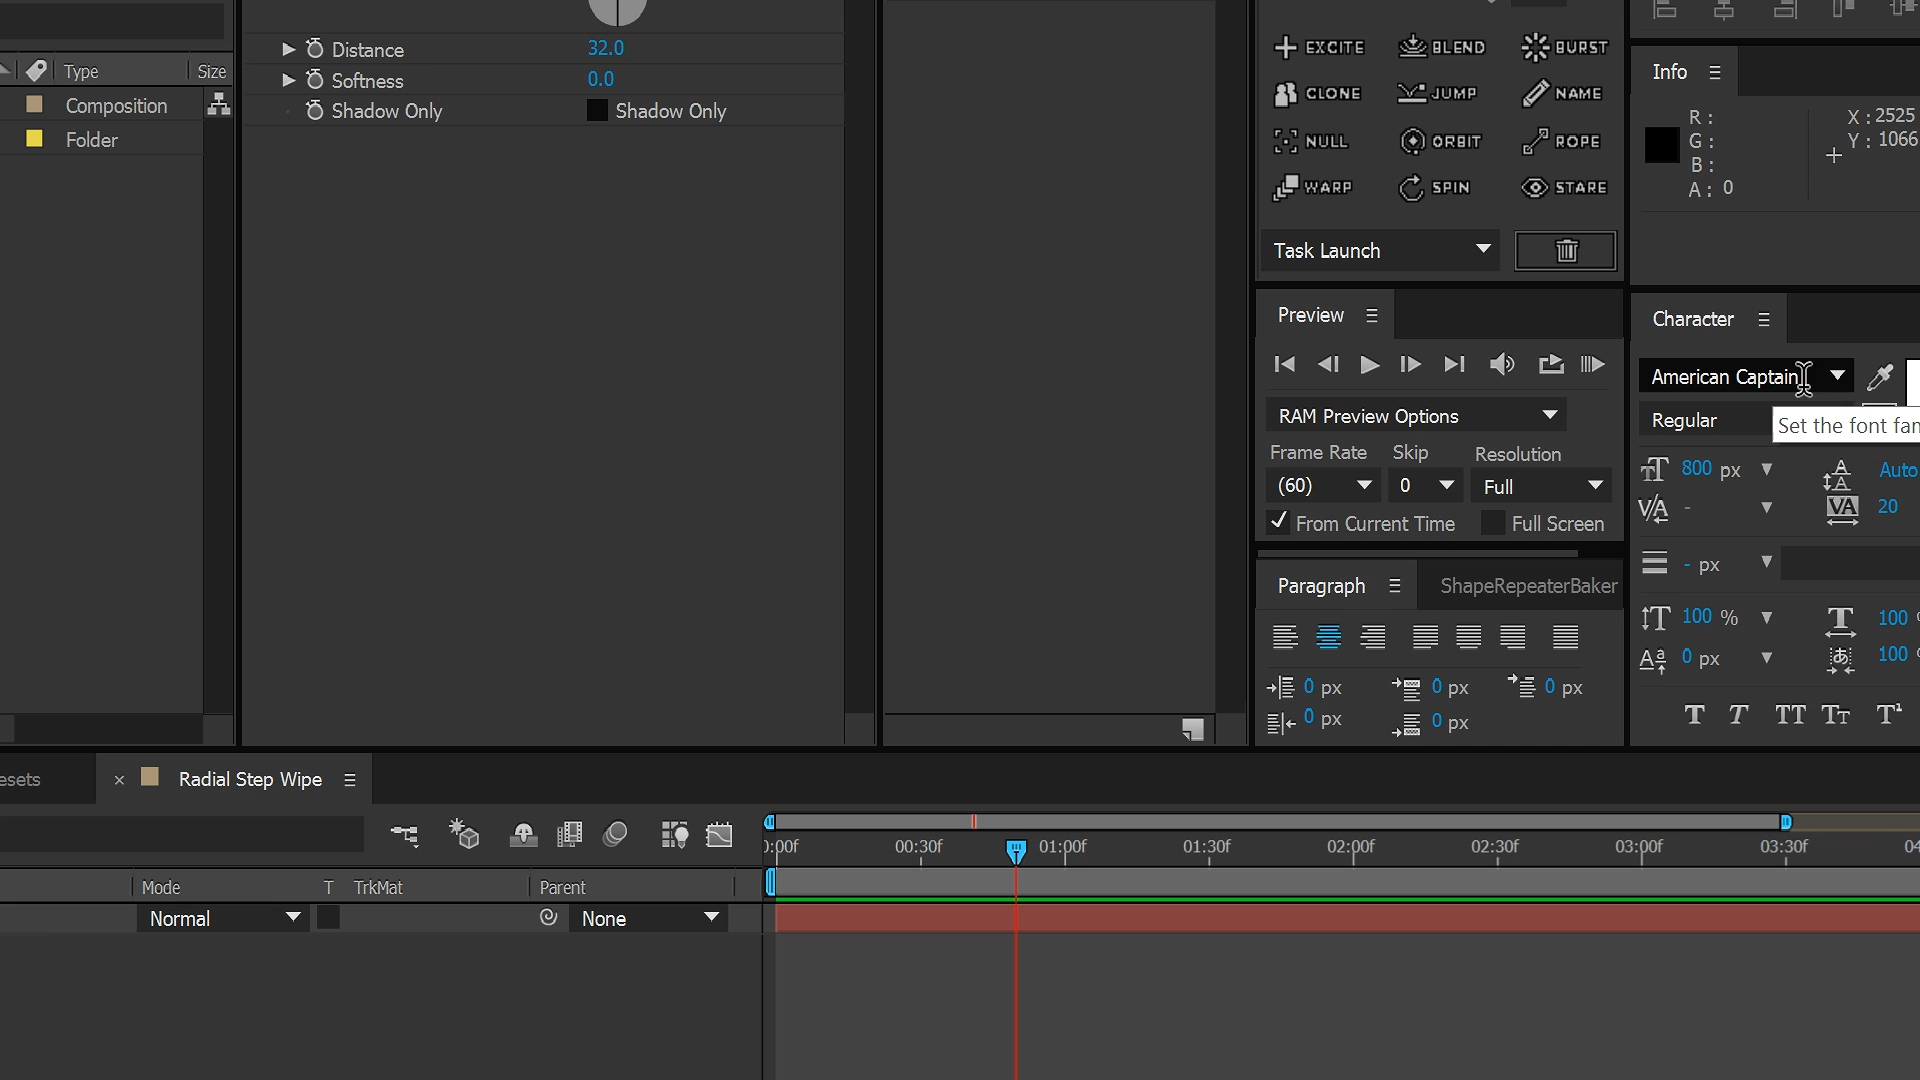 Type
Size
Composition
Folder
Distance
32.0
Softness
0.0
Shadow Only
Shadow Only
EXCITE
BLEND
BURST
CLONE
JUMP
NAME
NULL
ORBIT
ROPE
WARP
SPIN
STARE
Task Launch
Preview
RAM Preview Options
Frame Rate
Skip
Resolution
(60)
0
Full
From Current Time
Full Screen
Paragraph
ShapeRepeaterBaker
0 px
0 px
0 px
0 px
0 px
Info
R:
G:
B:
A: 0
X: 2525
Y: 1066
Character
American Captain
Regular
Set the font fam
800 px
Auto
-
20
- px
100 %
100 %
0 px
100 %
esets
Radial Step Wipe
):00f
00:30f
01:00f
01:30f
02:00f
02:30f
03:00f
03:30f
04
Mode
T
TrkMat
Parent
Normal
None